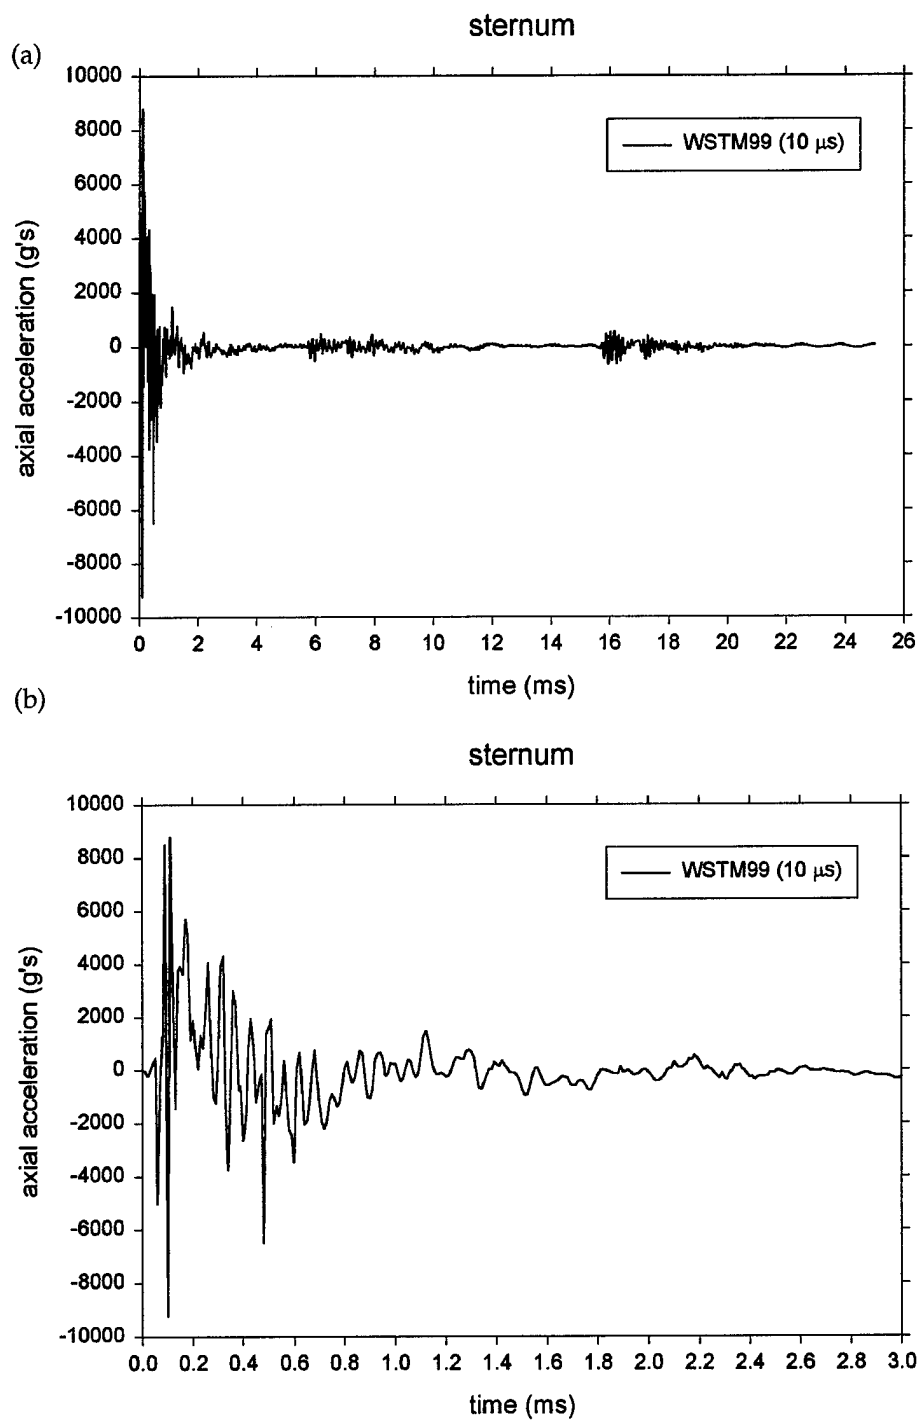 sternum
(a)
10000
8000
6000
4000
2000
0
-2000
-4000
-6000
-8000
-10000
axial acceleration (g's)
WSTM99 (10 μs)
0 2 4 6 8 10 12 14 16 18 20 22 24 26
time (ms)
(b)
sternum
10000
8000
6000
4000
2000
0
-2000
-4000
-6000
-8000
-10000
axial acceleration (g's)
WSTM99 (10 μs)
0.0 0.2 0.4 0.6 0.8 1.0 1.2 1.4 1.6 1.8 2.0 2.2 2.4 2.6 2.8 3.0
time (ms)